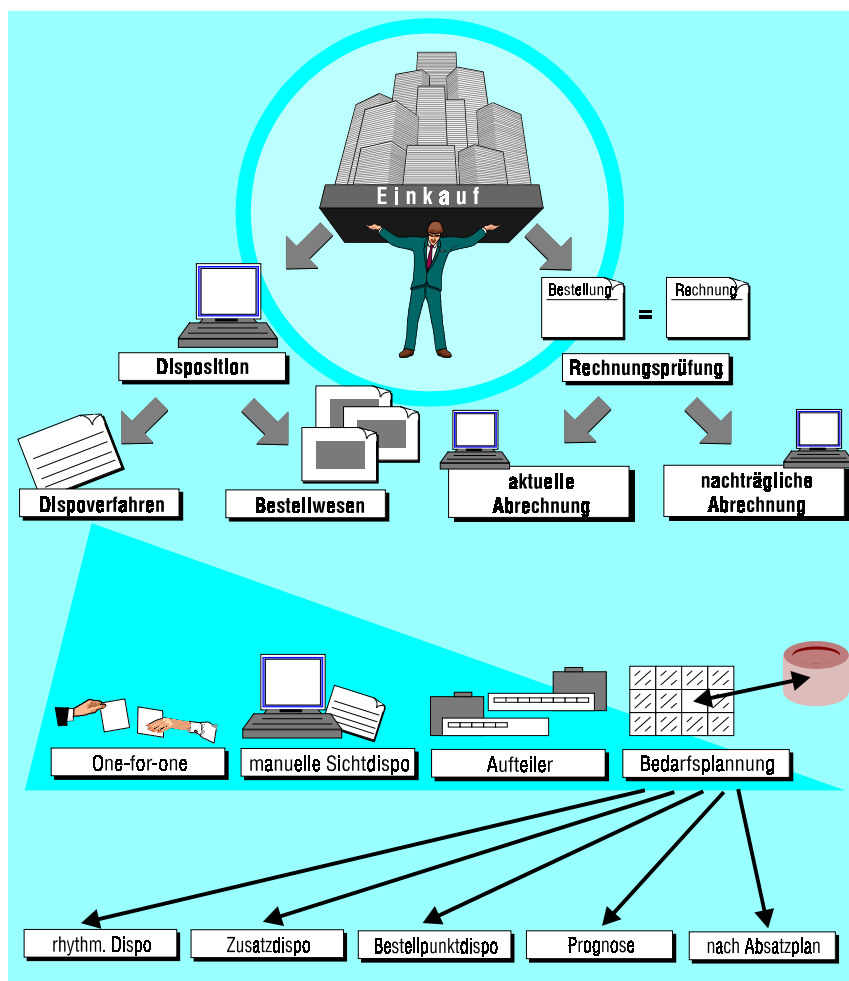 Einkauf
Bestellung
Rechnung
=
Disposition
Rechnungsprüfung
Dispoverfahren
Bestellwesen
aktuelle
Abrechnung
nachträgliche
Abrechnung
One-for-one
manuelle Sichtdispo
Aufteiler
Bedarfsplannung
rhythm. Dispo
Zusatzdispo
Bestellpunktdispo
Prognose
nach Absatzplan